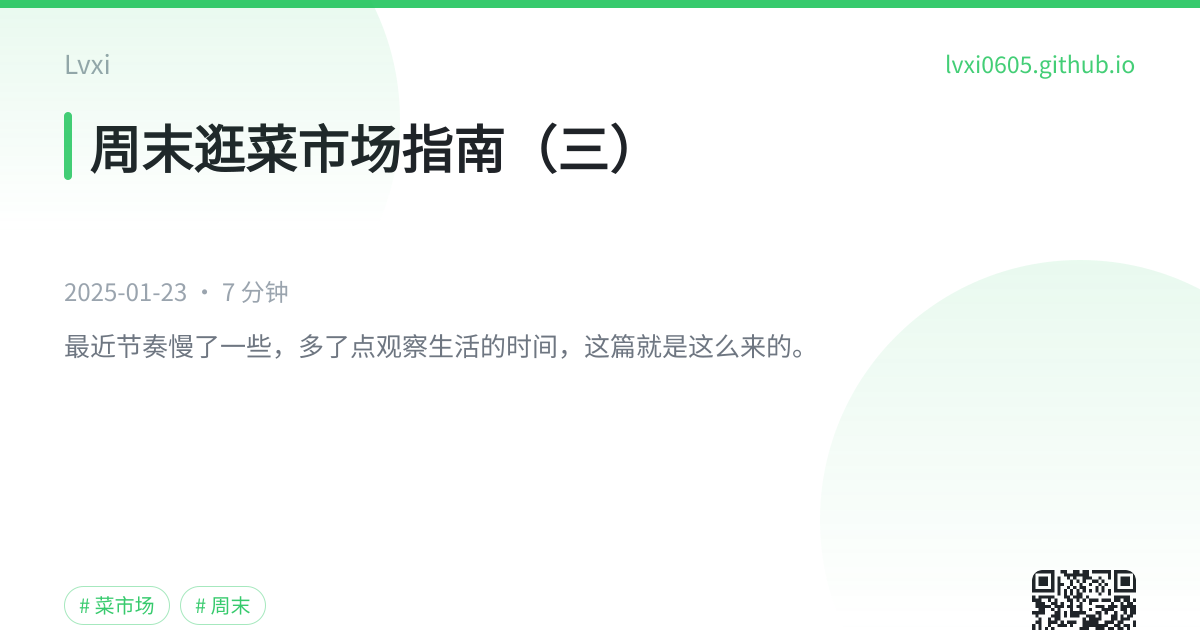 Lvxi
lvxi0605.github.io
周末逛菜市场指南（三）
2025-01-23 · 7 分钟
最近节奏慢了一些，多了点观察生活的时间，这篇就是这么来的。
# 菜市场
# 周末